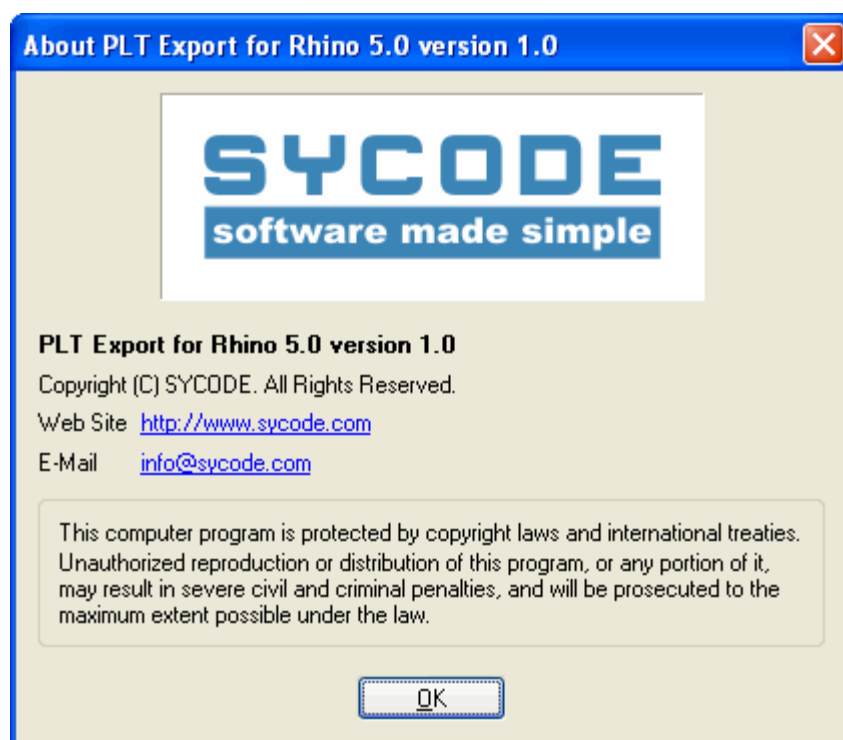 About PLT Export for Rhino 5.0 version 1.0
SYCODE
software made simple
PLT Export for Rhino 5.0 version 1.0
Copyright (C) SYCODE. All Rights Reserved.
Web Site http://www.sycode.com
E-Mail info@sycode.com
This computer program is protected by copyright laws and international treaties.
Unauthorized reproduction or distribution of this program, or any portion of it,
may result in severe civil and criminal penalties, and will be prosecuted to the
maximum extent possible under the law.
OK